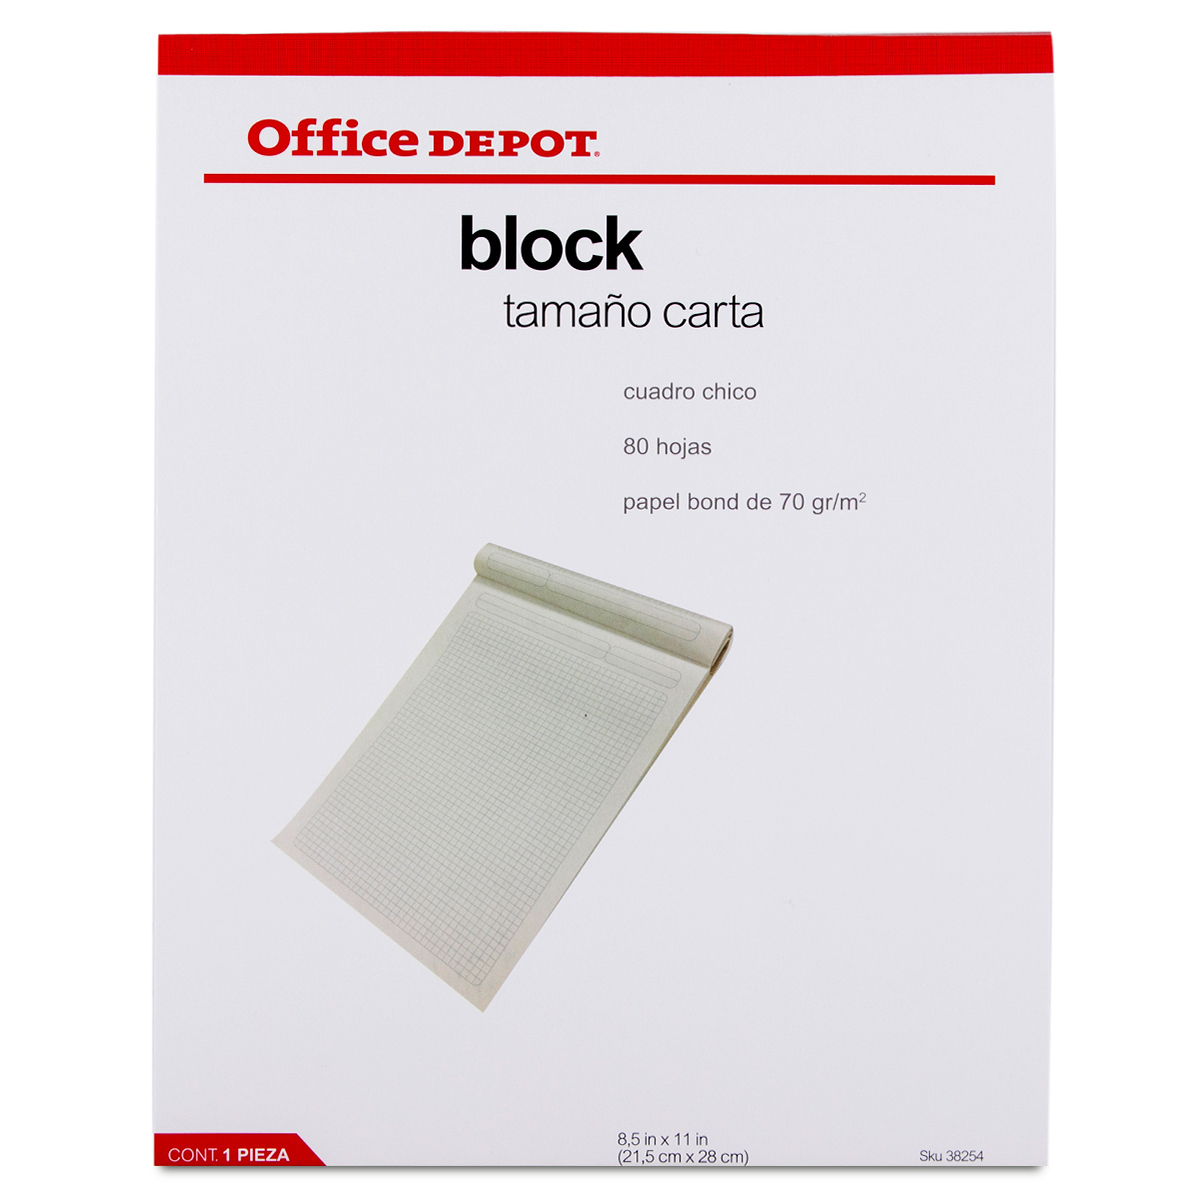 Office DEPOT®
block
tamaño carta
cuadro chico
80 hojas
papel bond de 70 gr/m²
CONT. 1 PIEZA
8,5 in x 11 in
(21,5 cm x 28 cm)
Sku 38254